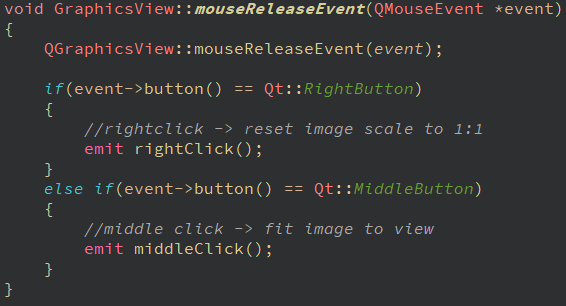 void GraphicsView::mouseReleaseEvent(QMouseEvent *event)
{
    QGraphicsView::mouseReleaseEvent(event);

    if(event->button() == Qt::RightButton)
    {
        //rightclick -> reset image scale to 1:1
        emit rightClick();
    }
    else if(event->button() == Qt::MiddleButton)
    {
        //middle click -> fit image to view
        emit middleClick();
    }
}